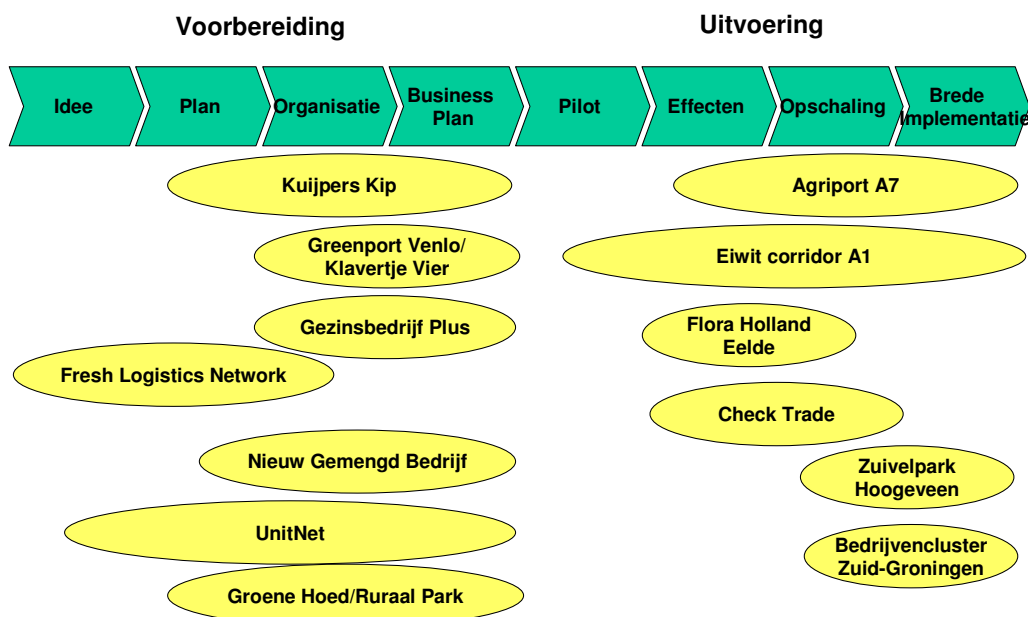 Voorbereiding
Uitvoering
Idee
Plan
Organisatie
Business
Plan
Pilot
Effecten
Opschaling
Brede
Implementatie
Kuijpers Kip
Agriport A7
Greenport Venlo/
Klavertje Vier
Eiwit corridor A1
Gezinsbedrijf Plus
Flora Holland
Eelde
Fresh Logistics Network
Check Trade
Nieuw Gemengd Bedrijf
Zuivelpark
Hoogeveen
UnitNet
Bedrijvencluster
Zuid-Groningen
Groene Hoed/Ruraal Park